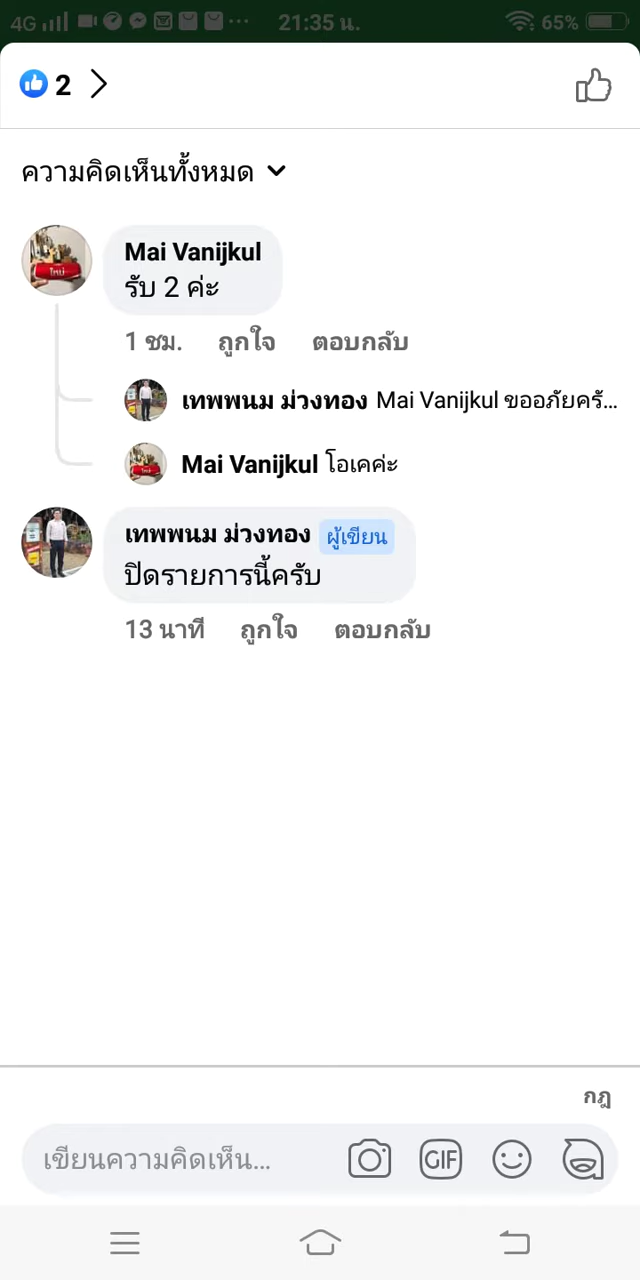 4G 21:35 น. 65%
2
ความคิดเห็นทั้งหมด
Mai Vanijkul
รับ 2 ค่ะ
1 ชม. ถูกใจ ตอบกลับ
เทพพนม ม่วงทอง Mai Vanijkul ขออภัยครั...
Mai Vanijkul โอเคค่ะ
เทพพนม ม่วงทอง ผู้เขียน
ปิดรายการนี้ครับ
13 นาที ถูกใจ ตอบกลับ
กฎ
เขียนความคิดเห็น... GIF